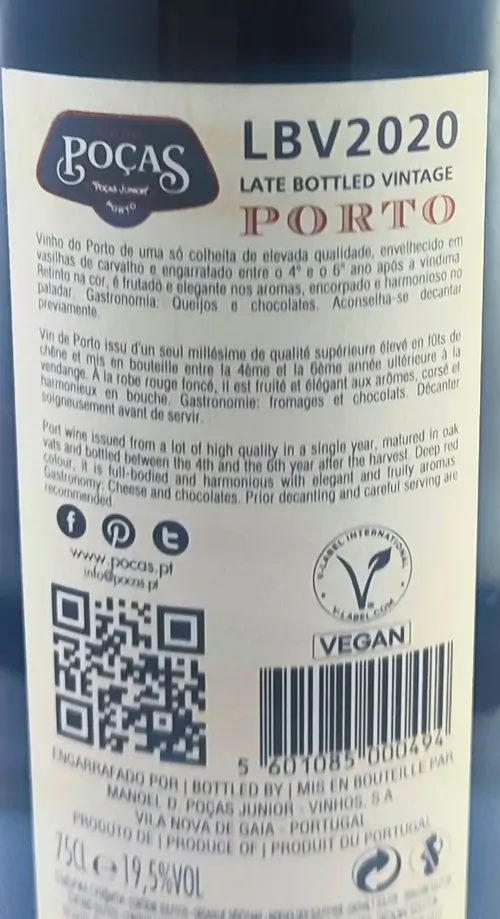 POÇAS
POÇAS JUNIOR
PORTO
LBV2020
LATE BOTTLED VINTAGE
PORTO
Vinho do Porto de uma só colheita de elevada qualidade, envelhecido em
vasilhas de carvalho e engarrafado entre o 4º e o 6º ano após a vindima
Retinto na cor, é frutado e elegante nos aromas, encorpado e harmonioso no
paladar. Gastronomia: Queijos e chocolates. Aconselha-se decantar
previamente.
Vin de Porto issu d'un seul millésime de qualité supérieure élevé en fûts de
chêne et mis en bouteille entre la 4ème et la 6ème année ultérieure à la
vendange. À la robe rouge foncé, il est fruité et élégant aux arômes, corsé et
harmonieux en bouche. Gastronomie: fromages et chocolats. Décanter
soigneusement avant de servir.
Port wine issued from a lot of high quality in a single year, matured in oak
vats and bottled between the 4th and the 6th year after the harvest. Deep red
colour, it is full-bodied and harmonious with elegant and fruity aromas
Gastronomy: Cheese and chocolates. Prior decanting and careful serving are
recommended
www.pocas.pt
info@pocas.pt
V-LABEL INTERNATIONAL
V-LABEL.COM
VEGAN
5 601085 000494
ENGARRAFADO POR | BOTTLED BY | MIS EN BOUTEILLE PAR
MANOEL D. POÇAS JUNIOR - VINHOS, S A
VILA NOVA DE GAIA - PORTUGAL
PRODUTO DE | PRODUCE OF | PRODUIT DU PORTUGAL
75CL e 19,5%VOL